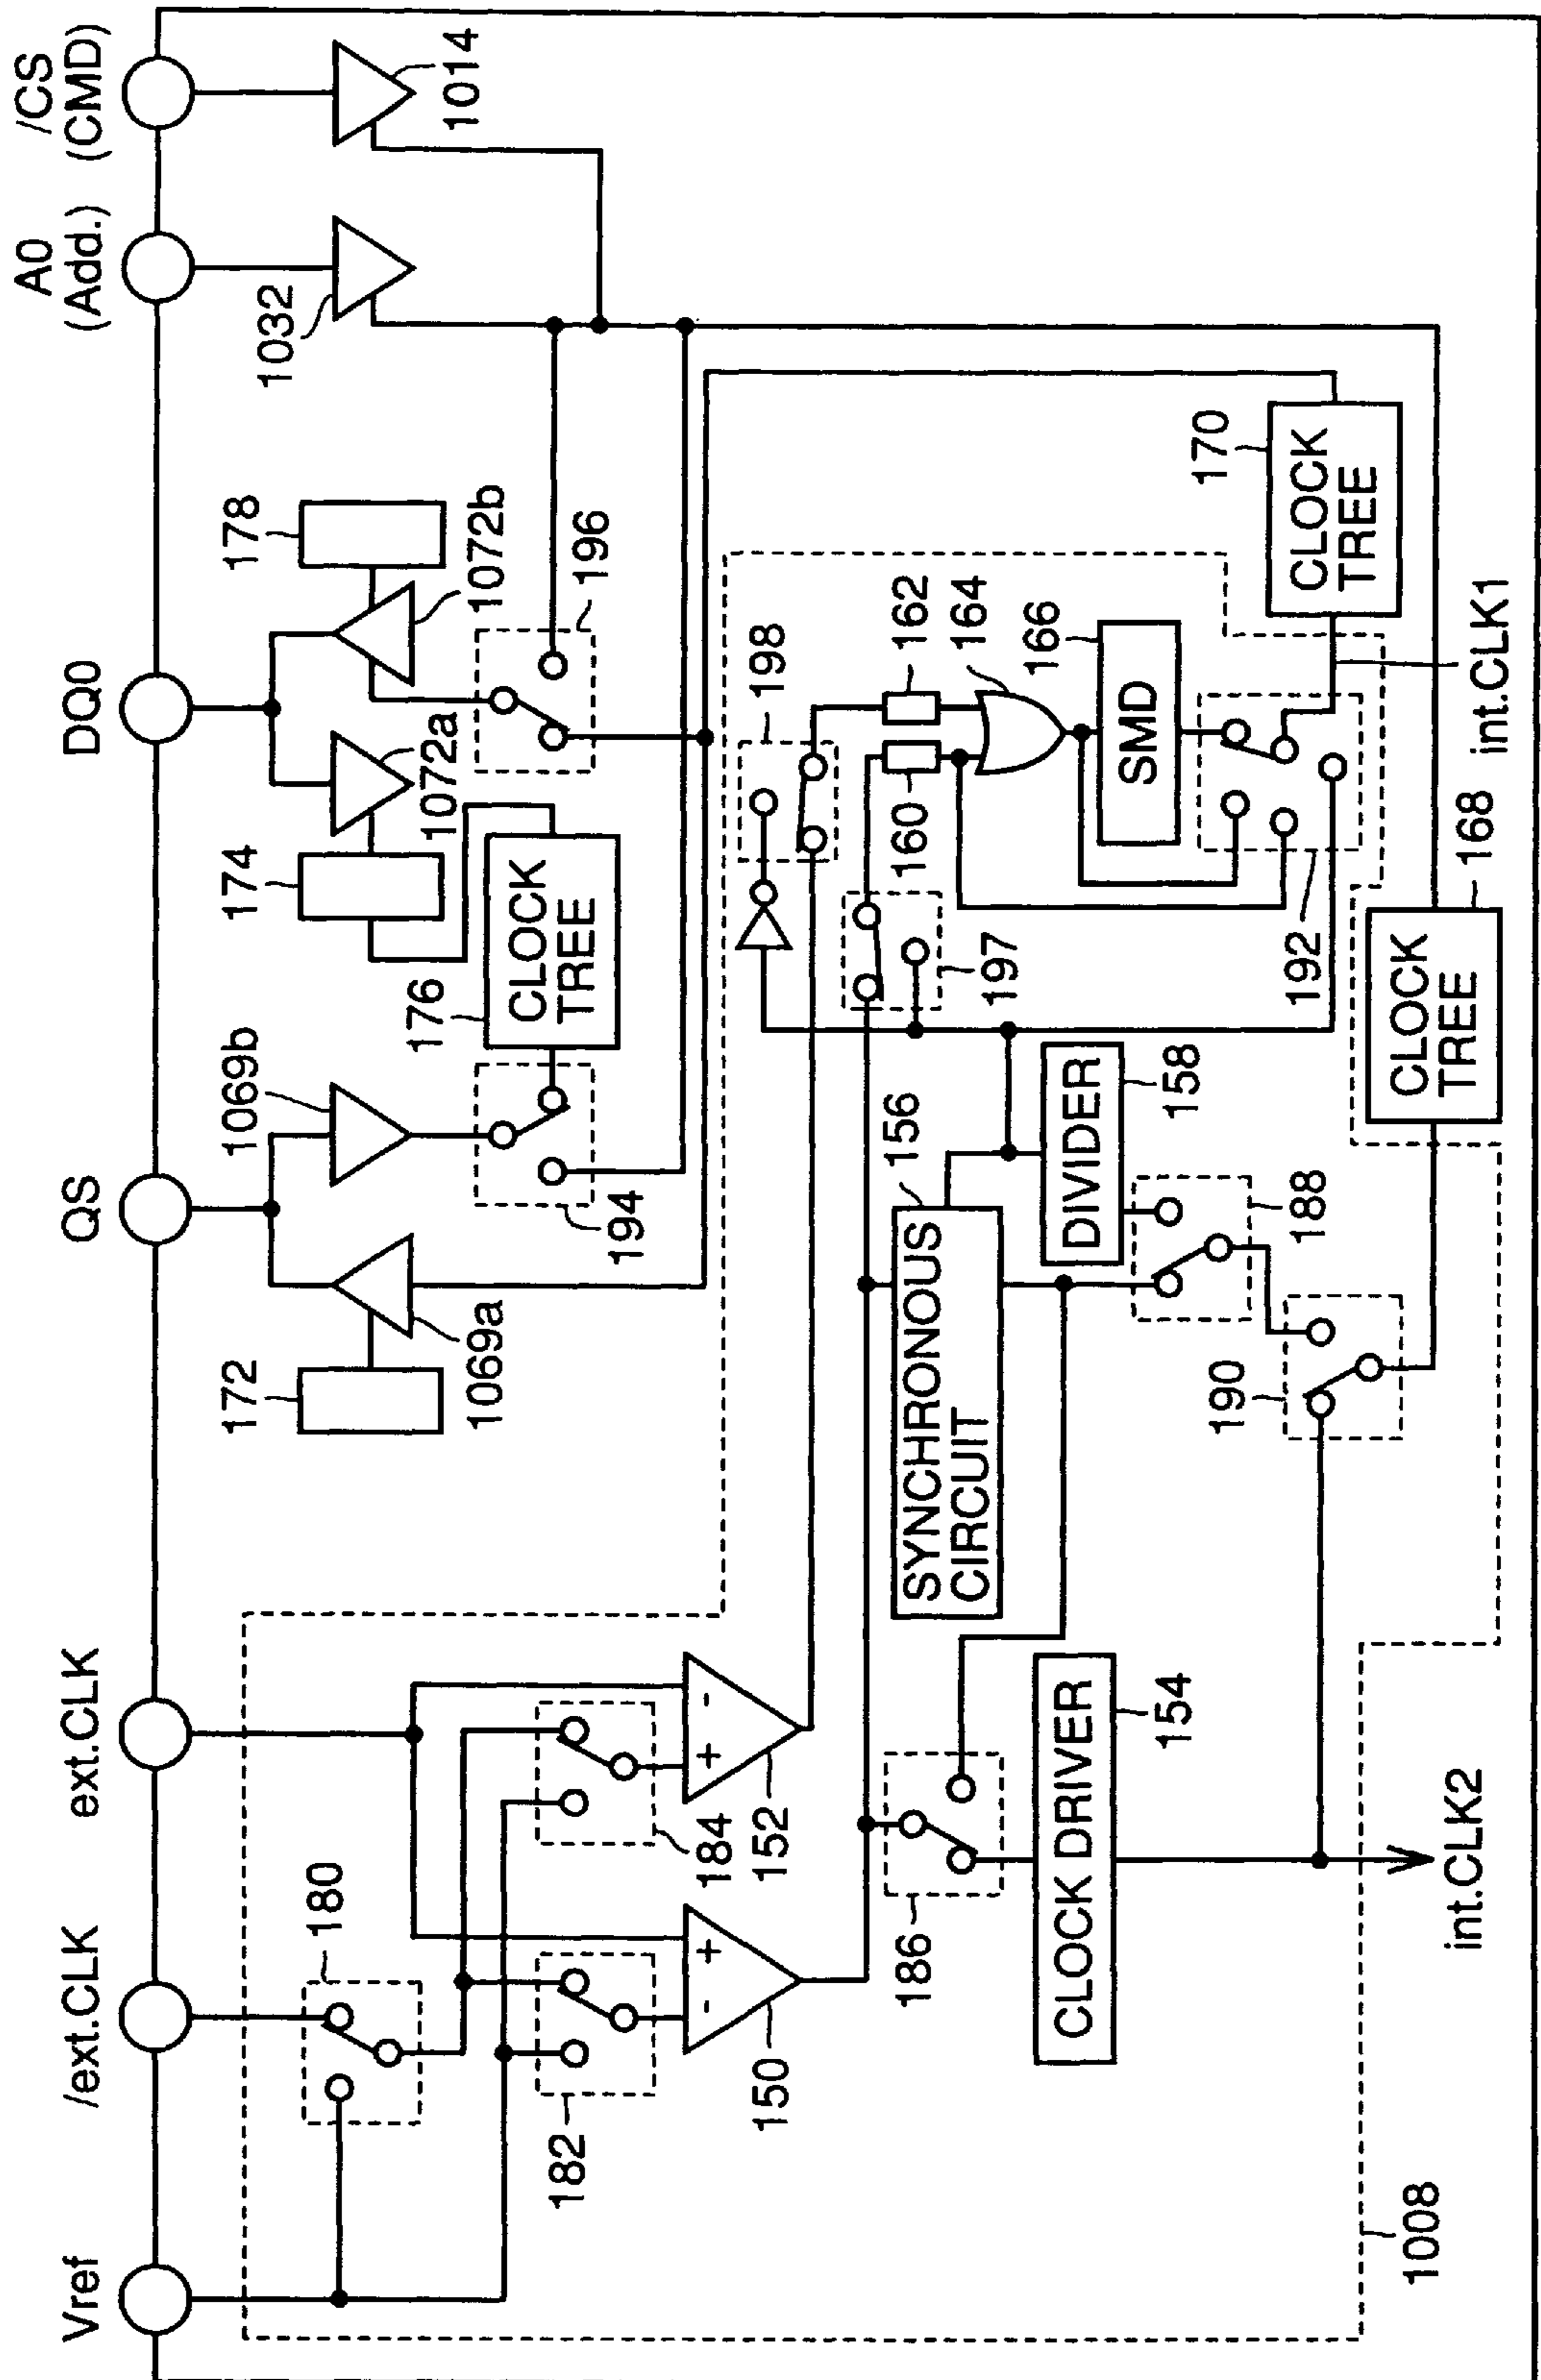 Vref
/ext.CLK
ext.CLK
QS
DQ0
A0
(Add.)
/CS
(CMD)
172
1069a
1069b
174
1072a
178
1072b
1032
1014
176
CLOCK
TREE
194
196
180
182
184
150
152
-
+
+
-
198
197
160
162
164
166
SMD
192
170
CLOCK
TREE
int.CLK1
156
SYNCHRONOUS
CIRCUIT
DIVIDER
158
188
190
186
CLOCK DRIVER
154
168
CLOCK
TREE
int.CLK2
1008